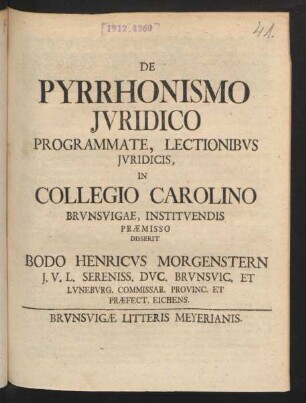 1912.4360
41.
DE
PYRRHONISMO
JVRIDICO
PROGRAMMATE, LECTIONIBVS
JVRIDICIS,
IN
COLLEGIO CAROLINO
BRVNSVIGAE, INSTITVENDIS
PRÆMISSO
DISSERIT
BODO HENRICVS MORGENSTERN
J. V. L. SERENISS. DVC. BRVNSVIC. ET
LVNEBVRG. COMMISSAR. PROVINC. ET
PRÆFECT. EICHENS.
BRVNSVIGÆ LITTERIS MEYERIANIS.